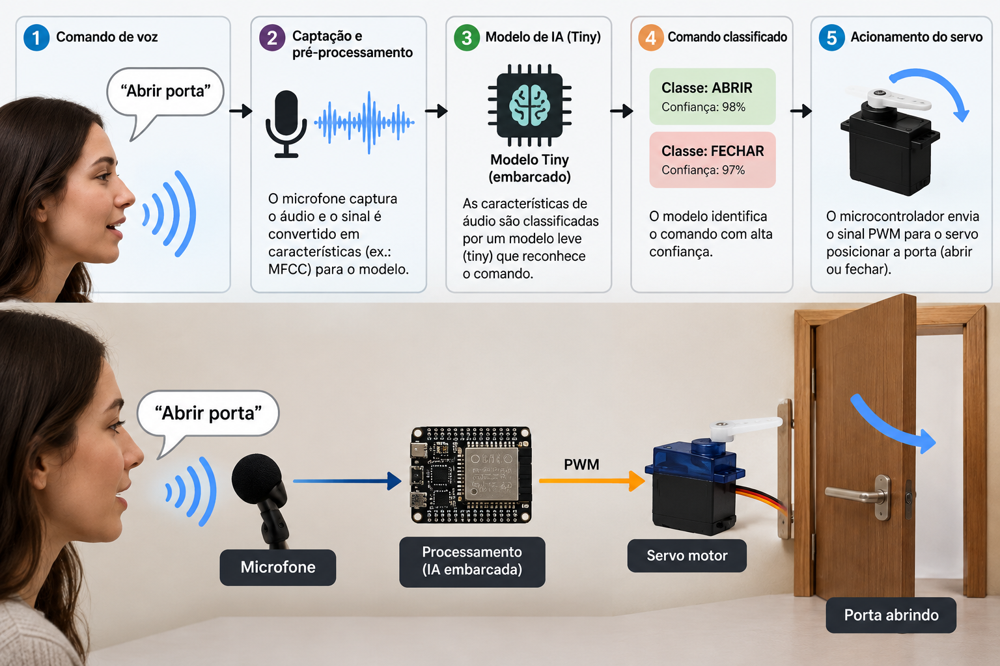 1 Comando de voz
“Abrir porta”
2 Captação e
pré-processamento
O microfone captura
o áudio e o sinal é
convertido em
características (ex.:
MFCC) para o modelo.
3 Modelo de IA (Tiny)
Modelo Tiny
(embarcado)
As características de
áudio são classificadas
por um modelo leve
(tiny) que reconhece
o comando.
4 Comando classificado
Classe: ABRIR
Confiança: 98%
Classe: FECHAR
Confiança: 97%
O modelo identifica
o comando com alta
confiança.
5 Acionamento do servo
O microcontrolador envia
o sinal PWM para o servo
posicionar a porta (abrir
ou fechar).
“Abrir porta”
Microfone
Processamento
(IA embarcada)
PWM
Servo motor
Porta abrindo